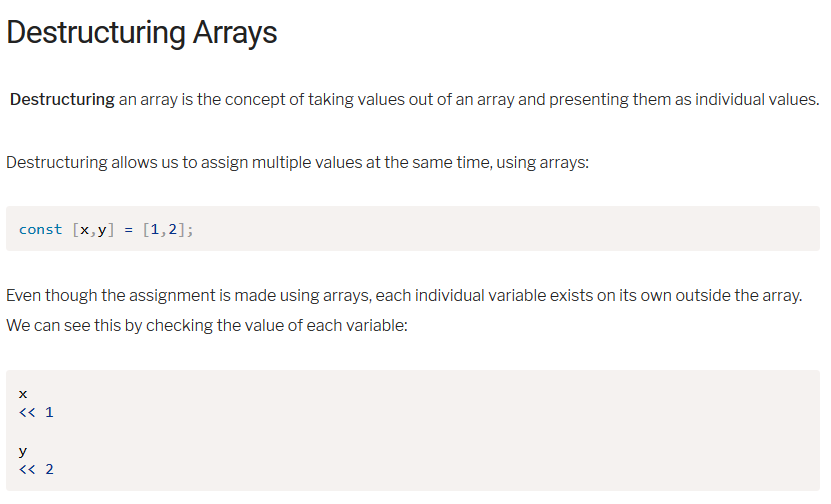 Destructuring Arrays
Destructuring an array is the concept of taking values out of an array and presenting them as individual values.
Destructuring allows us to assign multiple values at the same time, using arrays:
const [x,y] = [1,2];
Even though the assignment is made using arrays, each individual variable exists on its own outside the array.
We can see this by checking the value of each variable:
x
<< 1
y
<< 2